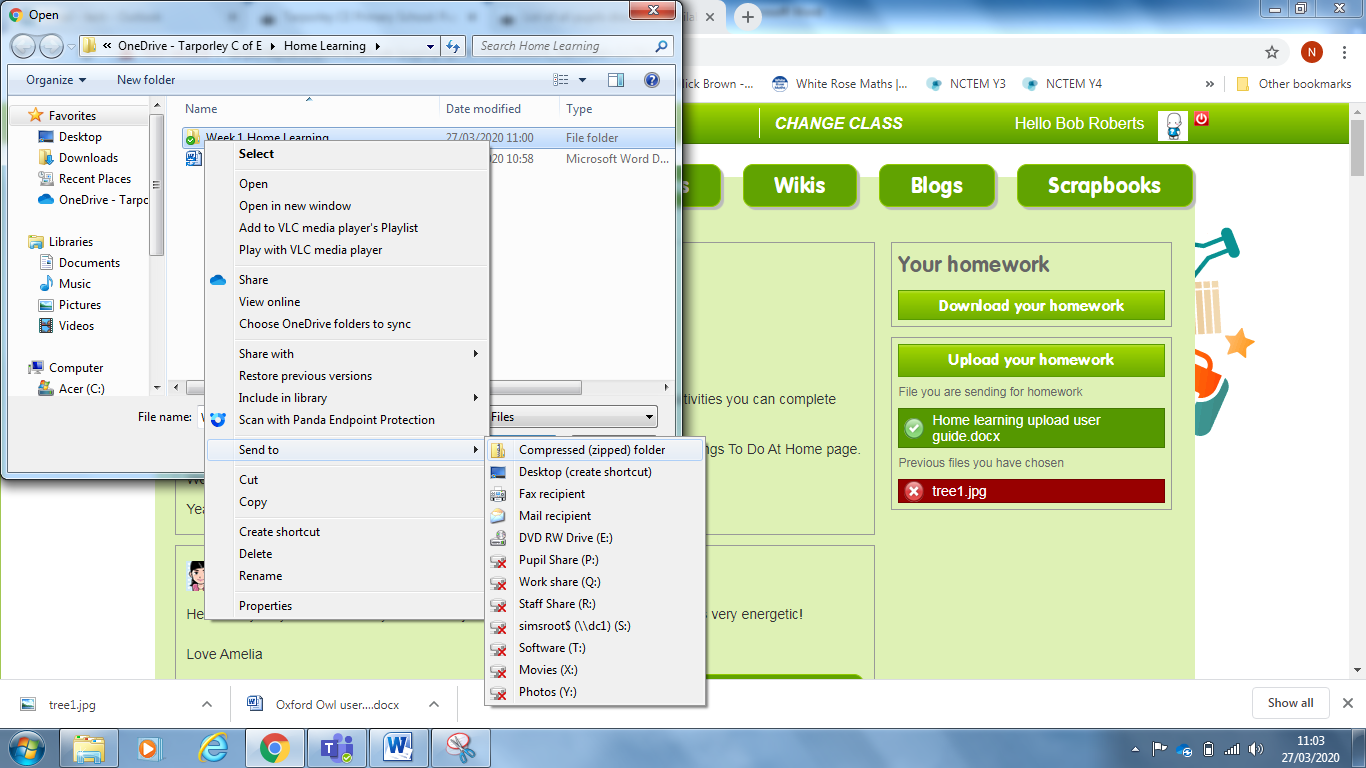 Open
OneDrive - Tarporley C of E
Home Learning
Search Home Learning
Organize
New folder
Name
Date modified
Type
Favorites
Desktop
Downloads
Recent Places
OneDrive - Tarpo
Libraries
Documents
Music
Pictures
Videos
Computer
Acer (C:)
Week 1 Home Learning
27/03/2020 11:00
File folder
020 10:58
Microsoft Word D...
File name:
Files
Select
Open
Open in new window
Add to VLC media player's Playlist
Play with VLC media player
Share
View online
Choose OneDrive folders to sync
Share with
Restore previous versions
Include in library
Scan with Panda Endpoint Protection
Send to
Cut
Copy
Create shortcut
Delete
Rename
Properties
Compressed (zipped) folder
Desktop (create shortcut)
Fax recipient
Mail recipient
DVD RW Drive (E:)
Pupil Share (P:)
Work share (Q:)
Staff Share (R:)
simsroot$ (\\dc1) (S:)
Software (T:)
Movies (X:)
Photos (Y:)
N
lick Brown -...
White Rose Maths |...
NCTEM Y3
NCTEM Y4
»
Other bookmarks
CHANGE CLASS
Hello Bob Roberts
s
Wikis
Blogs
Scrapbooks
tivities you can complete
ngs To Do At Home page.
Yea
He
s very energetic!
Love Amelia
Your homework
Download your homework
Upload your homework
File you are sending for homework
Home learning upload user
guide.docx
Previous files you have chosen
tree1.jpg
tree1.jpg
Oxford Owl user....docx
Show all
11:03
27/03/2020